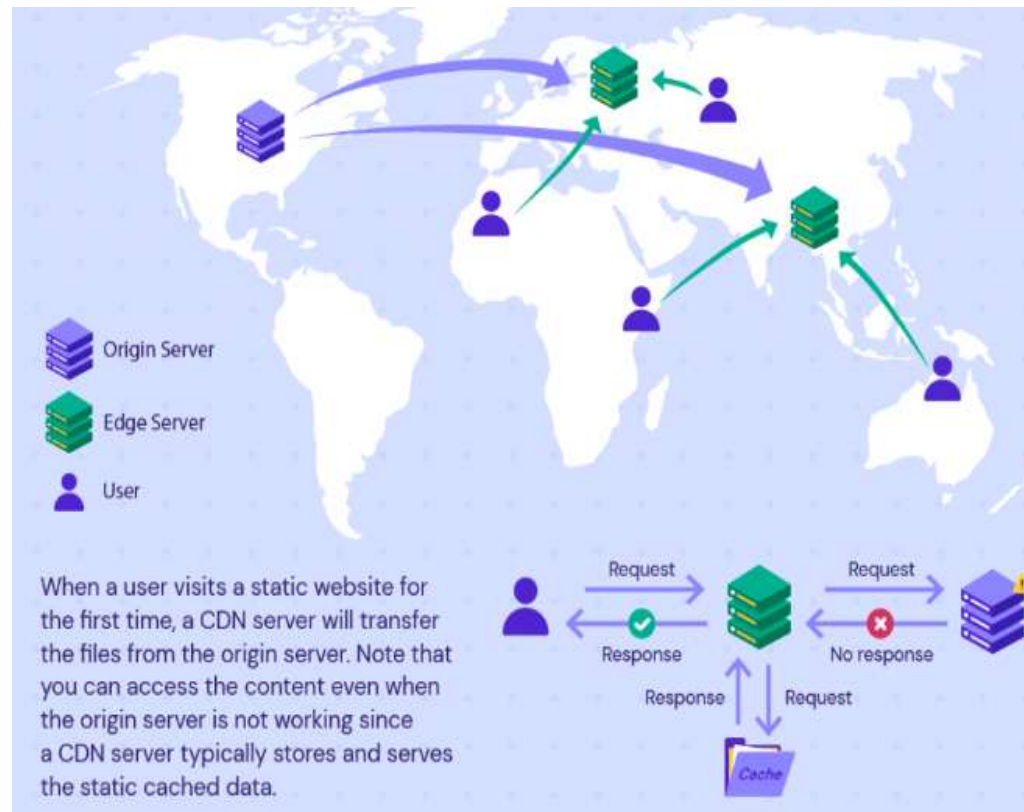 Origin Server
Edge Server
User
When a user visits a static website for
the first time, a CDN server will transfer
the files from the origin server. Note that
you can access the content even when
the origin server is not working since
a CDN server typically stores and serves
the static cached data.
Request
Request
Response
No response
Response
Request
Cache